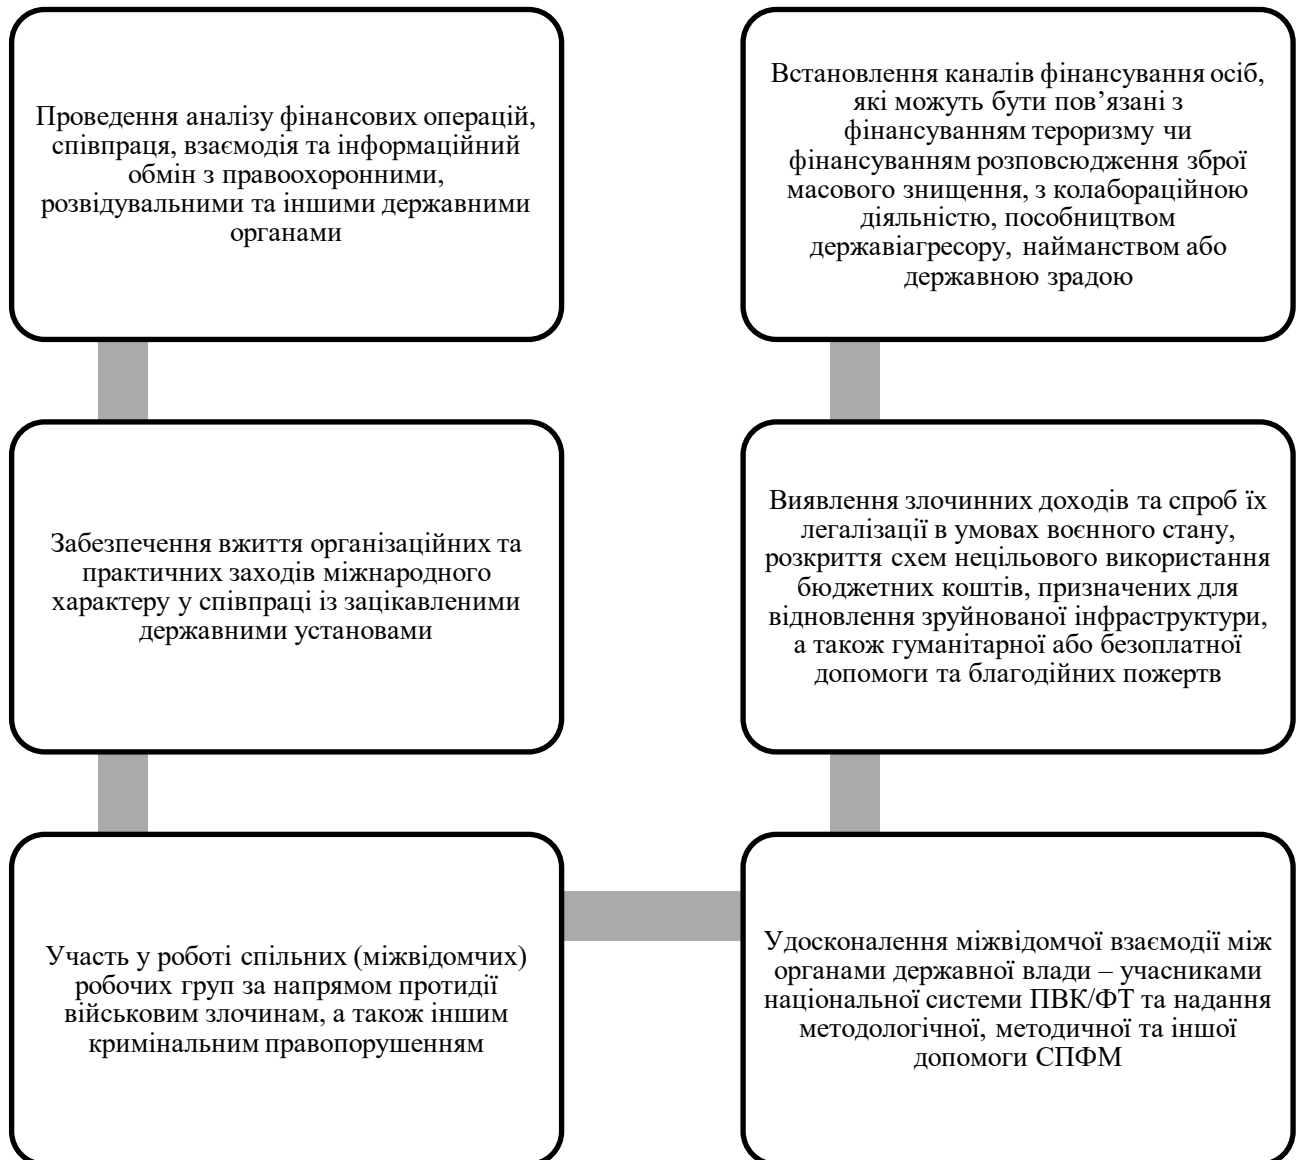 Проведення аналізу фінансових операцій,
співпраця, взаємодія та інформаційний
обмін з правоохоронними,
розвідувальними та іншими державними
органами
Забезпечення вжиття організаційних та
практичних заходів міжнародного
характеру у співпраці із зацікавленими
державними установами
Участь у роботі спільних (міжвідомчих)
робочих груп за напрямом протидії
військовим злочинам, а також іншим
кримінальним правопорушенням
Удосконалення міжвідомчої взаємодії між
органами державної влади – учасниками
національної системи ПВК/ФТ та надання
методологічної, методичної та іншої
допомоги СПФМ
Виявлення злочинних доходів та спроб їх
легалізації в умовах воєнного стану,
розкриття схем нецільового використання
бюджетних коштів, призначених для
відновлення зруйнованої інфраструктури,
а також гуманітарної або безоплатної
допомоги та благодійних пожертв
Встановлення каналів фінансування осіб,
які можуть бути пов’язані з
фінансуванням тероризму чи
фінансуванням розповсюдження зброї
масового знищення, з колабораційною
діяльністю, пособництвом
державіагресору, найманством або
державною зрадою